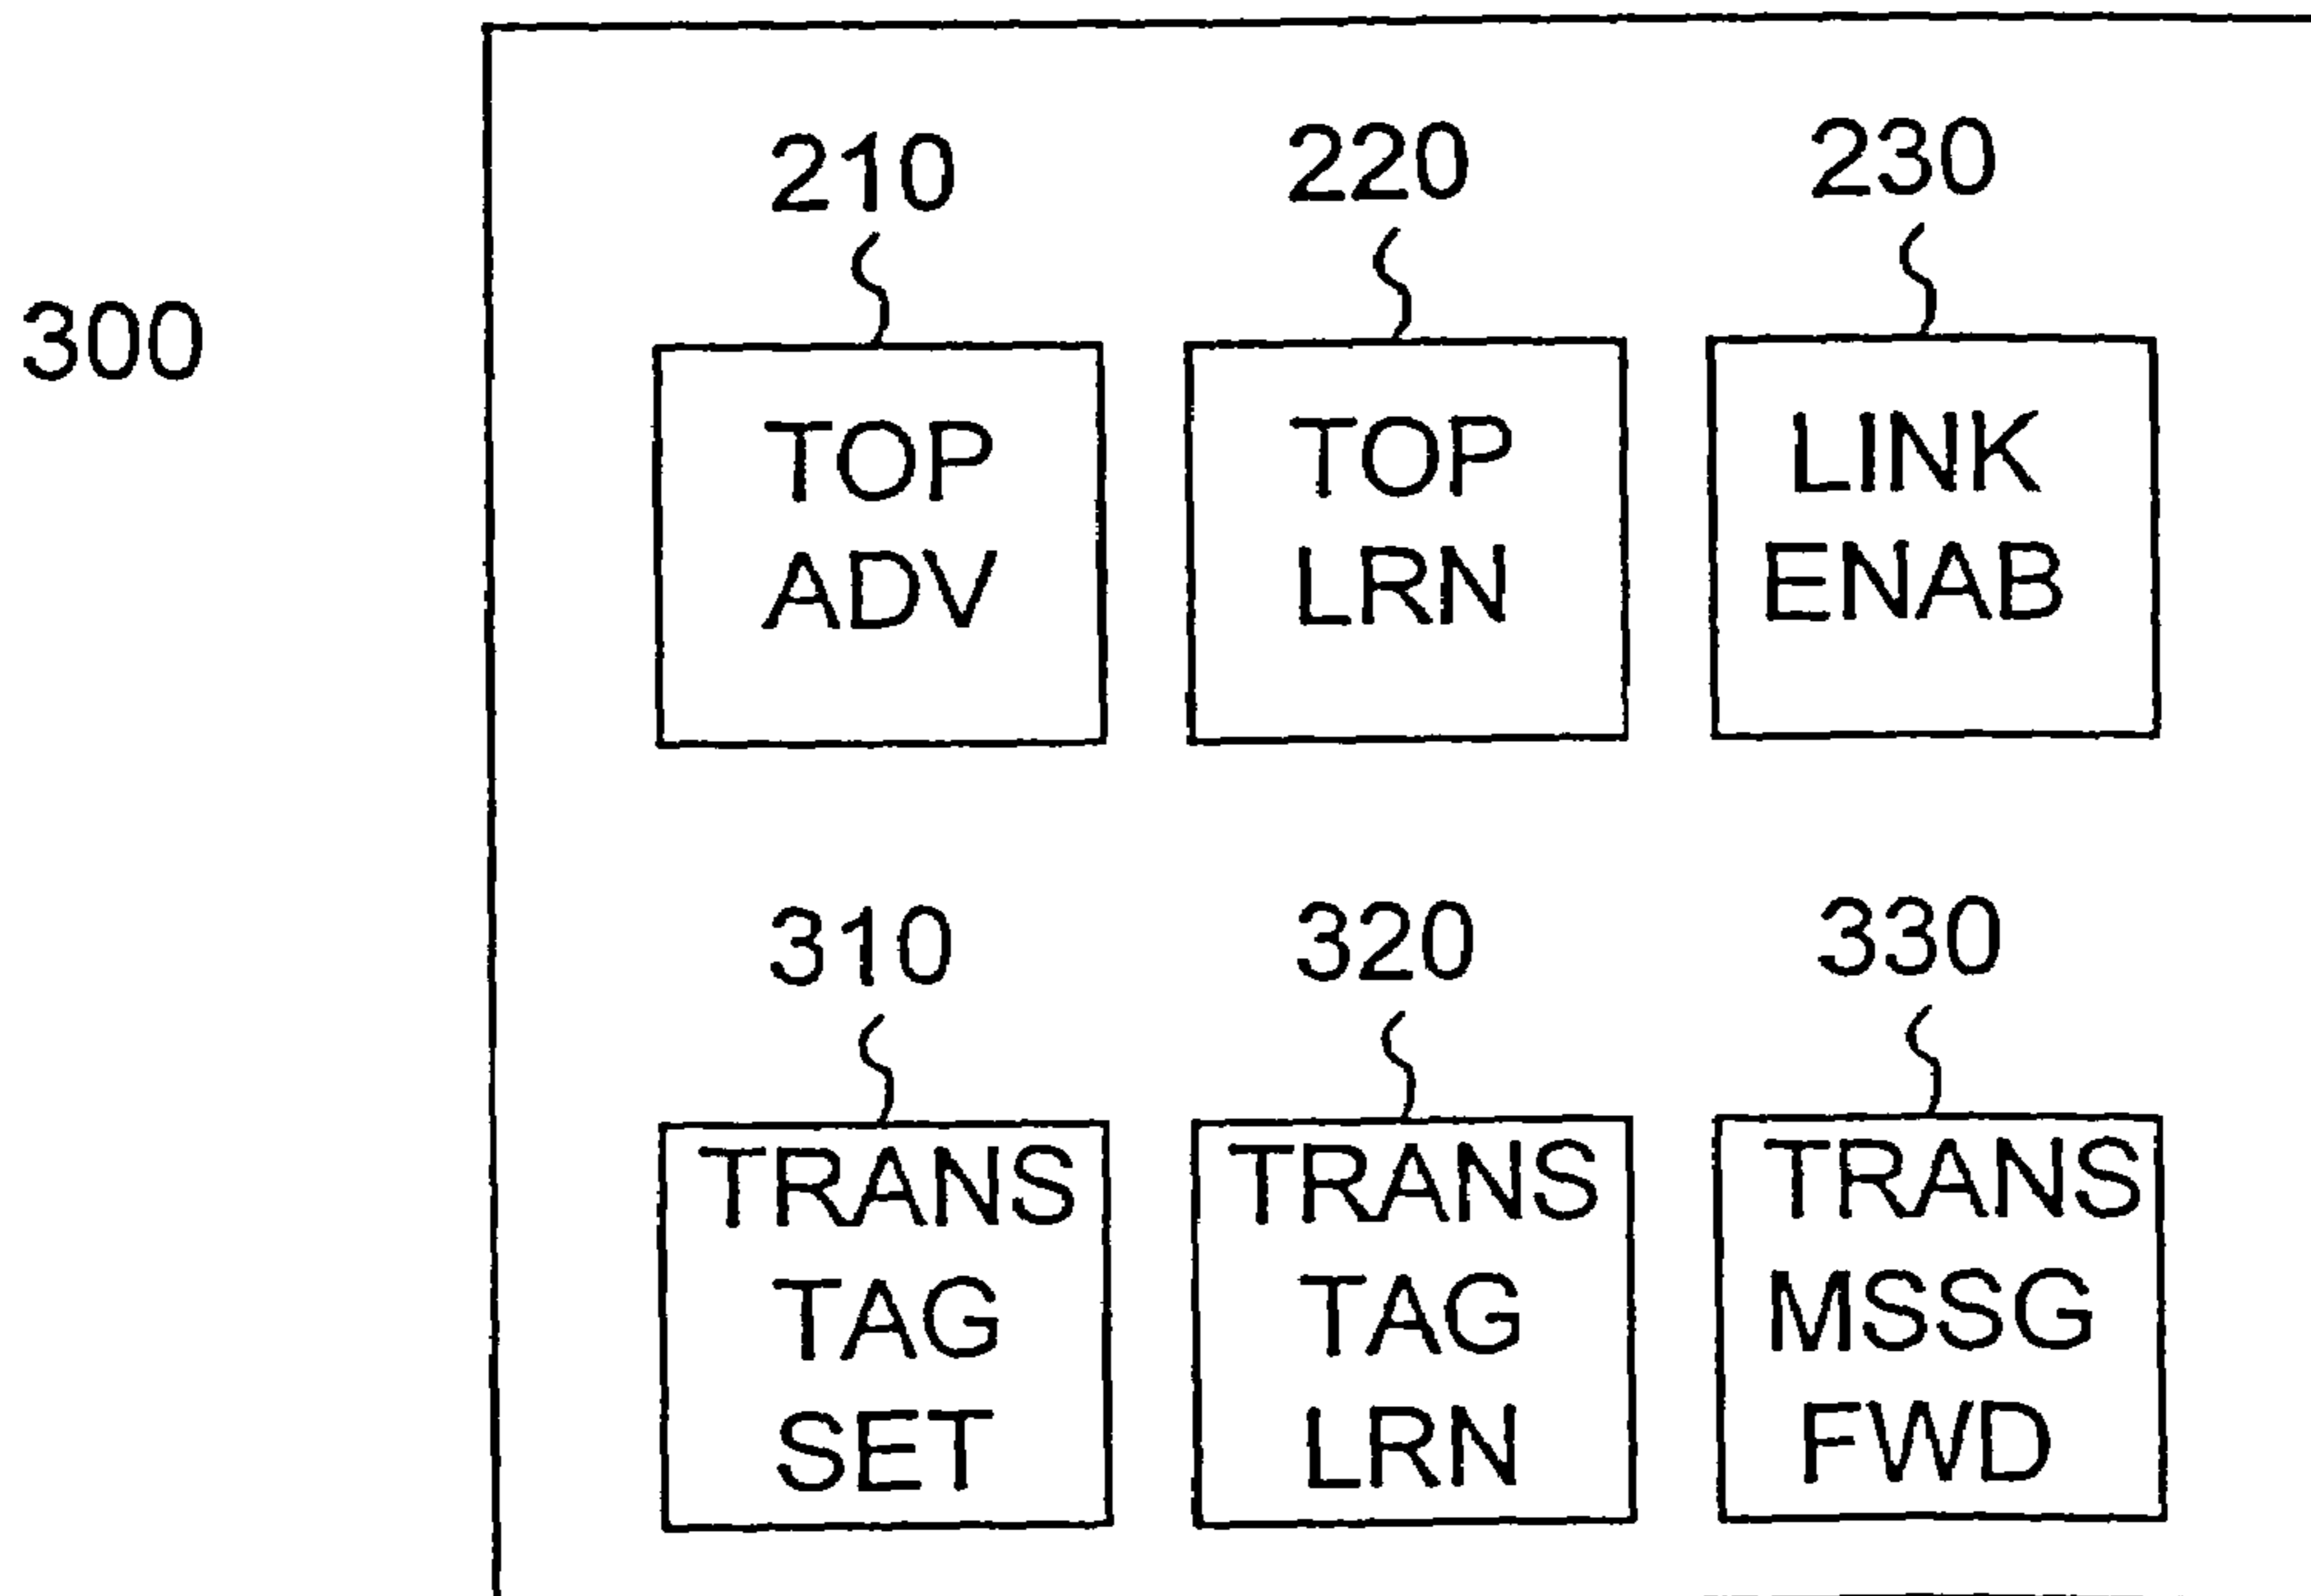 210 220 230
300
TOP ADV
TOP LRN
LINK ENAB
310 320 330
TRANS TAG SET
TRANS TAG LRN
TRANS MSSG FWD